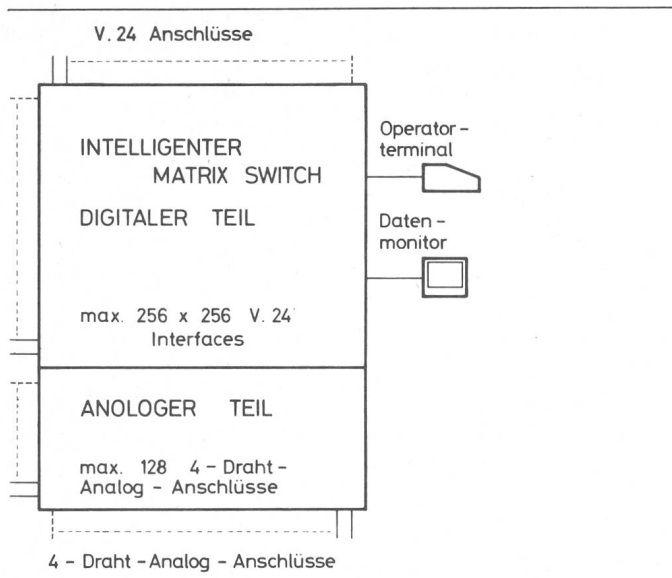 V.24 Anschlüsse
Operator-
terminal
INTELLIGENTER
MATRIX SWITCH
DIGITALER TEIL
Daten-
monitor
max. 256 x 256 V.24
Interfaces
ANOLOGER TEIL
max. 128 4-Draht-
Analog-Anschlüsse
4-Draht-Analog-Anschlüsse